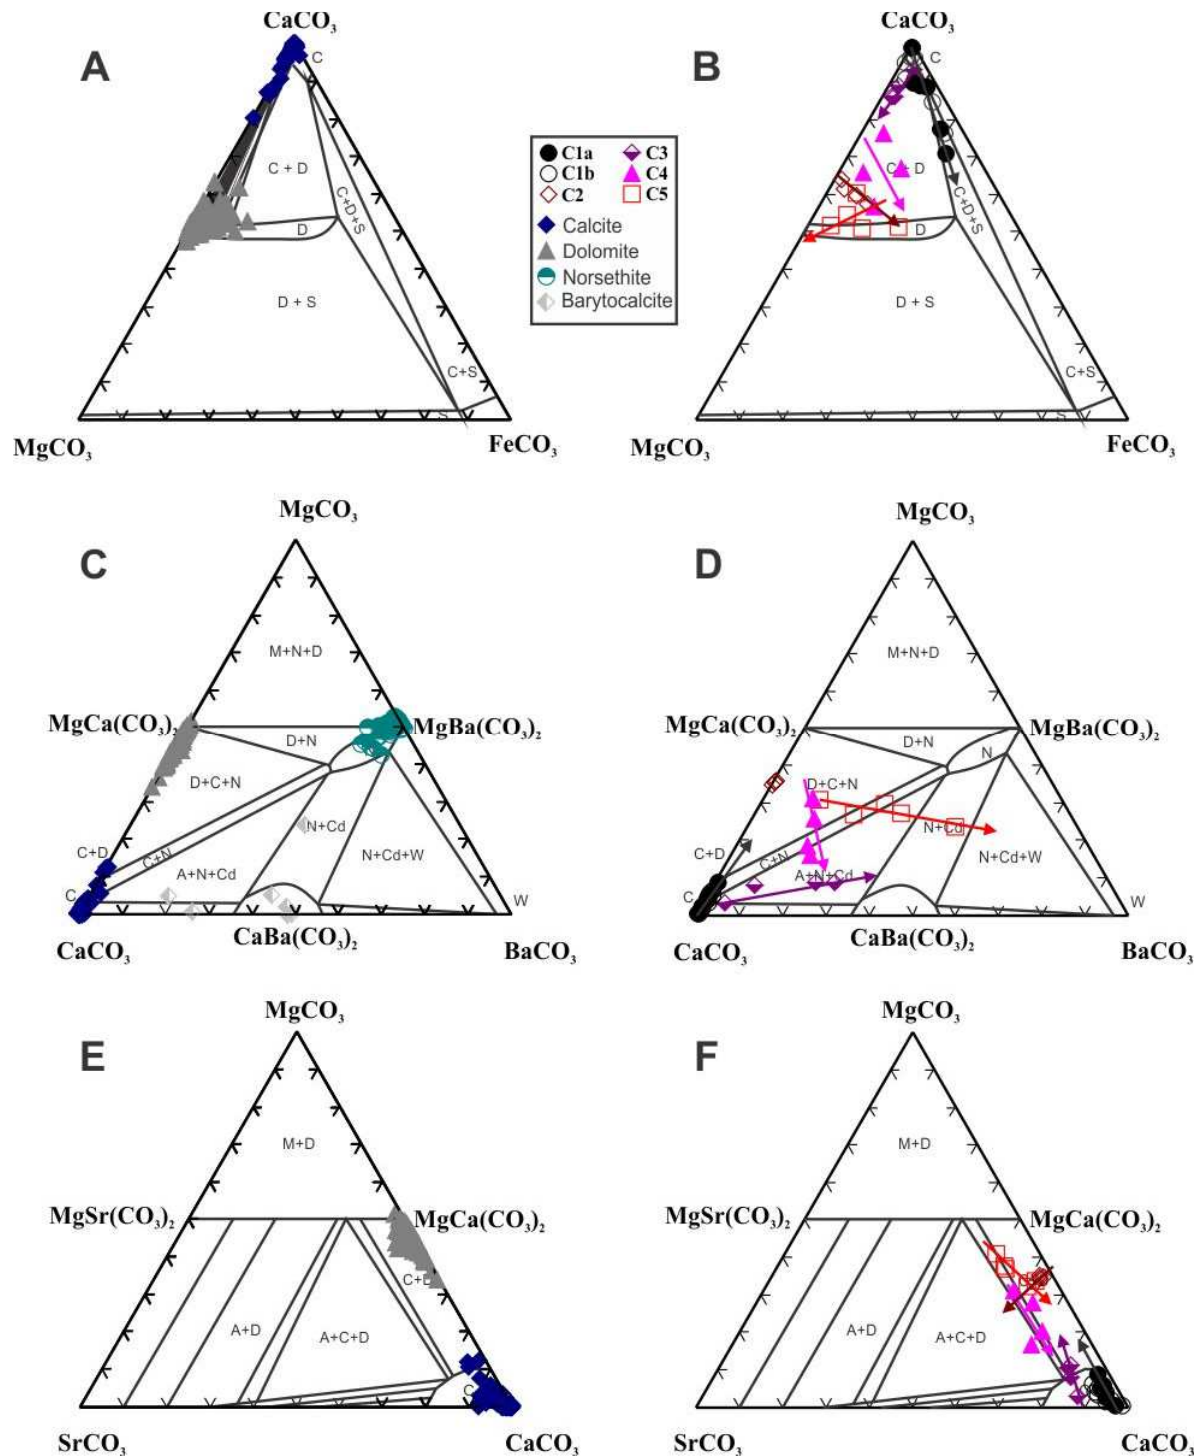 CaCO₃
CaCO₃
A
B
C
C
C + D
C+D+S
D
D + S
C+S
S
MgCO₃
FeCO₃
C1a
C3
C1b
C4
C2
C5
Calcite
Dolomite
Norsethite
Barytocalcite
C + D
C+D+S
D
D + S
C+S
S
MgCO₃
FeCO₃
MgCO₃
MgCO₃
C
D
M+N+D
M+N+D
MgCa(CO₃)₂
MgBa(CO₃)₂
MgCa(CO₃)₂
MgBa(CO₃)₂
D+N
D+C+N
N+Cd
C+D
C+N
A+N+Cd
N+Cd+W
C
W
CaCO₃
CaBa(CO₃)₂
BaCO₃
D+N
N
D+C+N
N+Cd
C+D
C+N
A+N+Cd
N+Cd+W
C
W
CaCO₃
CaBa(CO₃)₂
BaCO₃
MgCO₃
MgCO₃
E
F
M+D
M+D
MgSr(CO₃)₂
MgCa(CO₃)₂
MgSr(CO₃)₂
MgCa(CO₃)₂
C+D
A+D
A+C+D
C
SrCO₃
CaCO₃
A+D
A+C+D
SrCO₃
CaCO₃